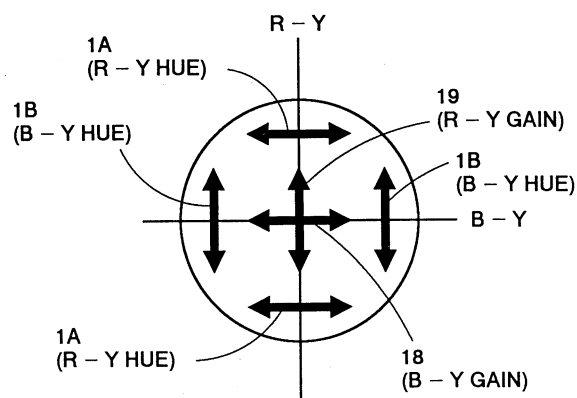 R – Y
1A
(R – Y HUE)
1B
(B – Y HUE)
19
(R – Y GAIN)
1B
(B – Y HUE)
B – Y
1A
(R – Y HUE)
18
(B – Y GAIN)